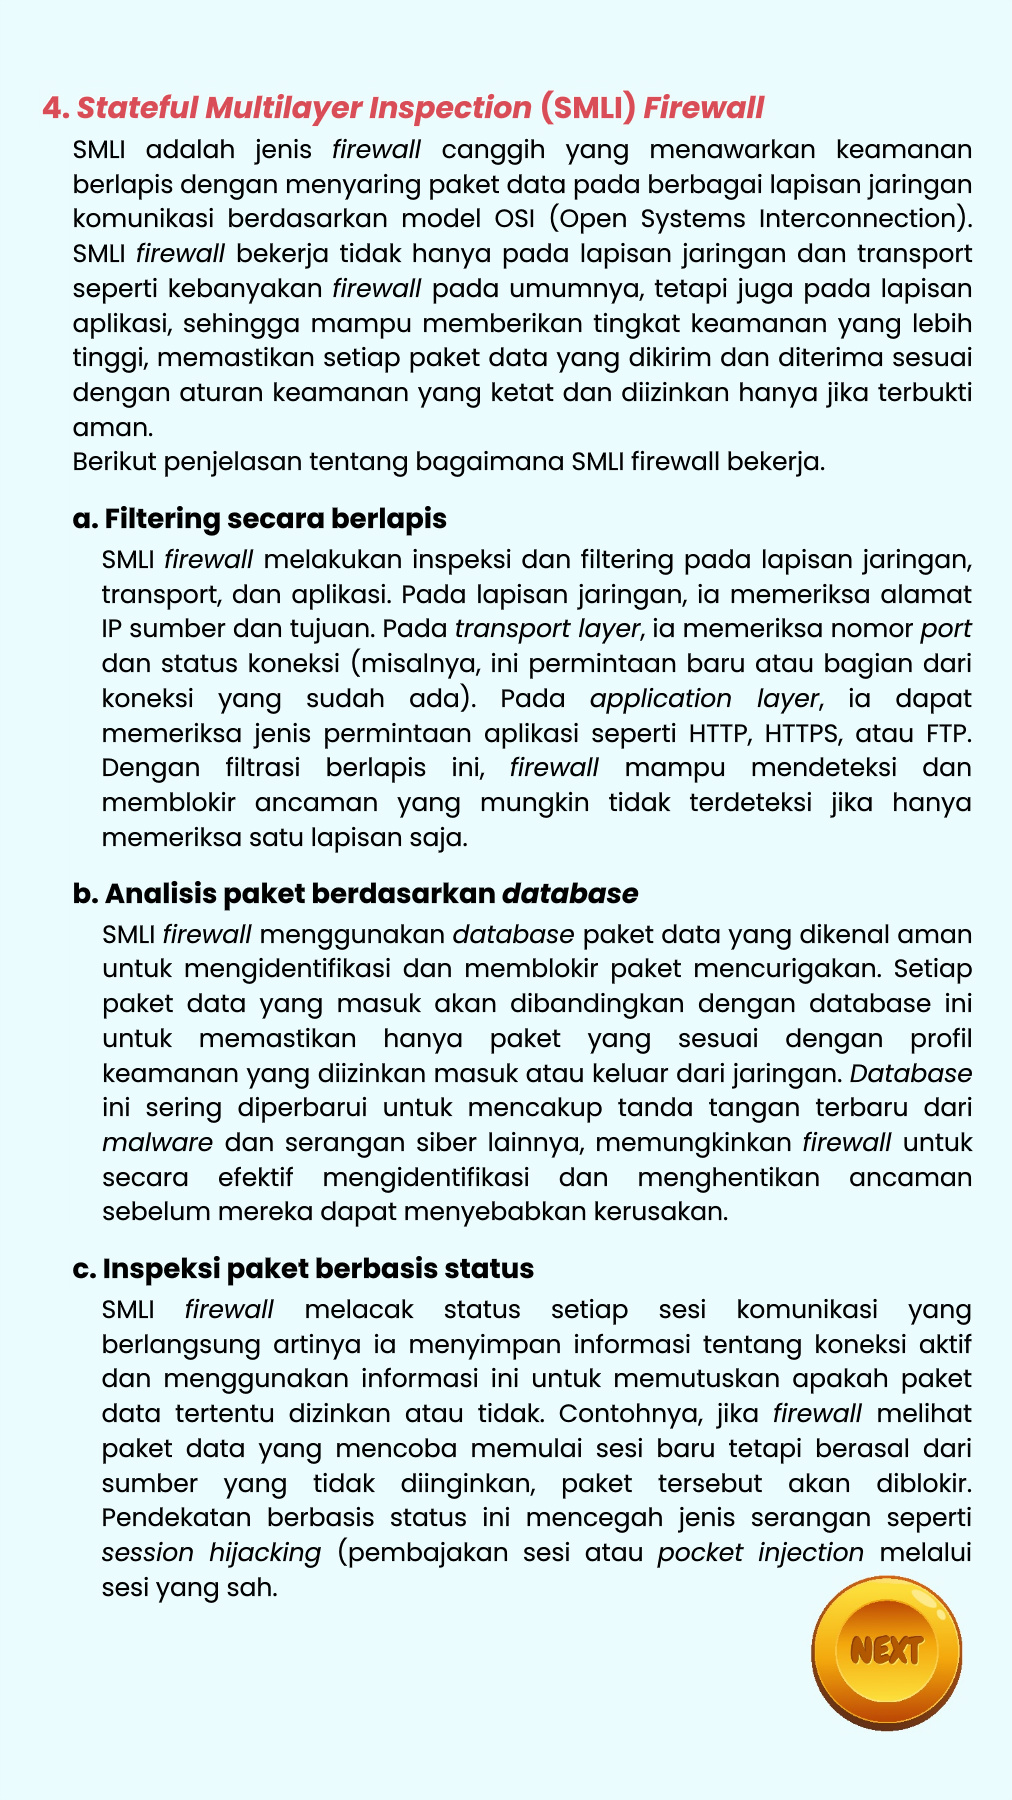 4. Stateful Multilayer Inspection (SMLI) Firewall
SMLI adalah jenis firewall canggih yang menawarkan keamanan
berlapis dengan menyaring paket data pada berbagai lapisan jaringan
komunikasi berdasarkan model OSI (Open Systems Interconnection).
SMLI firewall bekerja tidak hanya pada lapisan jaringan dan transport
seperti kebanyakan firewall pada umumnya, tetapi juga pada lapisan
aplikasi, sehingga mampu memberikan tingkat keamanan yang lebih
tinggi, memastikan setiap paket data yang dikirim dan diterima sesuai
dengan aturan keamanan yang ketat dan diizinkan hanya jika terbukti
aman.
Berikut penjelasan tentang bagaimana SMLI firewall bekerja.
a. Filtering secara berlapis
SMLI firewall melakukan inspeksi dan filtering pada lapisan jaringan,
transport, dan aplikasi. Pada lapisan jaringan, ia memeriksa alamat
IP sumber dan tujuan. Pada transport layer, ia memeriksa nomor port
dan status koneksi (misalnya, ini permintaan baru atau bagian dari
koneksi yang sudah ada). Pada application layer, ia dapat
memeriksa jenis permintaan aplikasi seperti HTTP, HTTPS, atau FTP.
Dengan filtrasi berlapis ini, firewall mampu mendeteksi dan
memblokir ancaman yang mungkin tidak terdeteksi jika hanya
memeriksa satu lapisan saja.
b. Analisis paket berdasarkan database
SMLI firewall menggunakan database paket data yang dikenal aman
untuk mengidentifikasi dan memblokir paket mencurigakan. Setiap
paket data yang masuk akan dibandingkan dengan database ini
untuk memastikan hanya paket yang sesuai dengan profil
keamanan yang diizinkan masuk atau keluar dari jaringan. Database
ini sering diperbarui untuk mencakup tanda tangan terbaru dari
malware dan serangan siber lainnya, memungkinkan firewall untuk
secara efektif mengidentifikasi dan menghentikan ancaman
sebelum mereka dapat menyebabkan kerusakan.
c. Inspeksi paket berbasis status
SMLI firewall melacak status setiap sesi komunikasi yang
berlangsung artinya ia menyimpan informasi tentang koneksi aktif
dan menggunakan informasi ini untuk memutuskan apakah paket
data tertentu dizinkan atau tidak. Contohnya, jika firewall melihat
paket data yang mencoba memulai sesi baru tetapi berasal dari
sumber yang tidak diinginkan, paket tersebut akan diblokir.
Pendekatan berbasis status ini mencegah jenis serangan seperti
session hijacking (pembajakan sesi atau pocket injection melalui
sesi yang sah.
NEXT